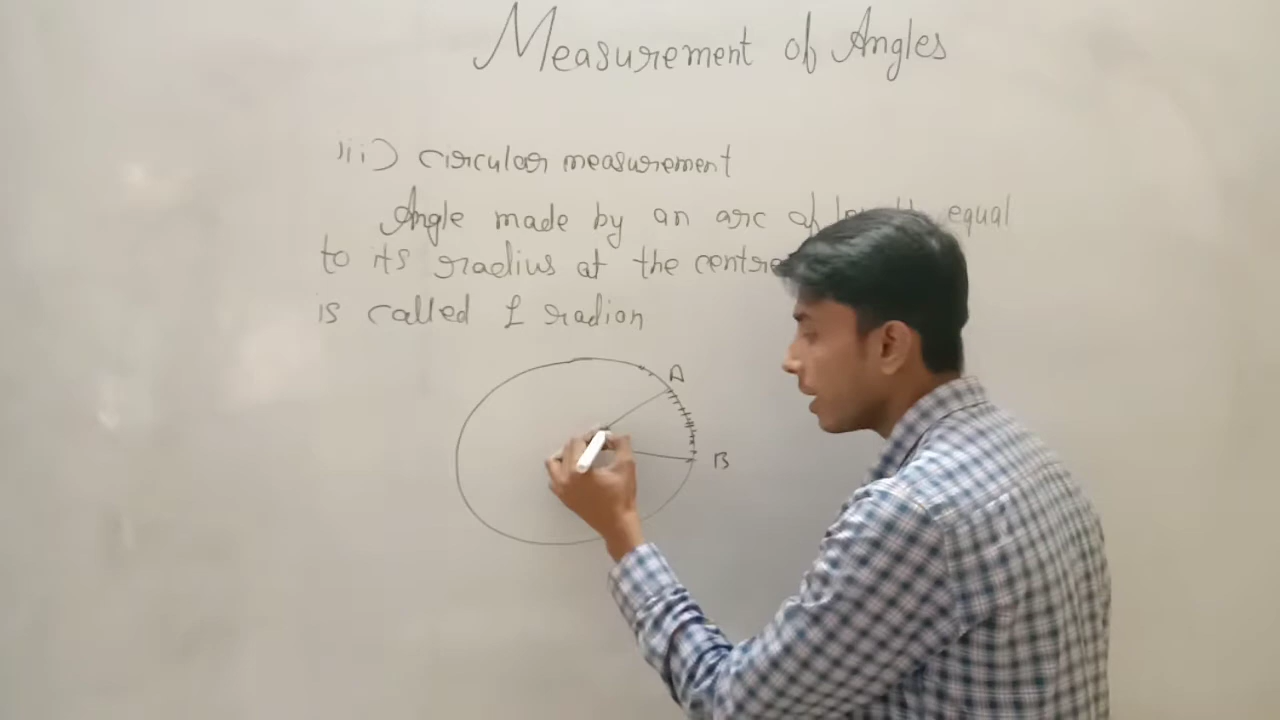 Measurement of Angles
iii) circular measurement
Angle made by an arc of equal
to its radius at the centre
is called 1 radion
A
B